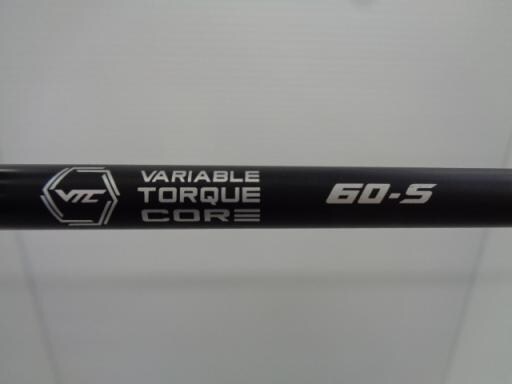 VTC
VARIABLE
TORQUE
CORE
60-S